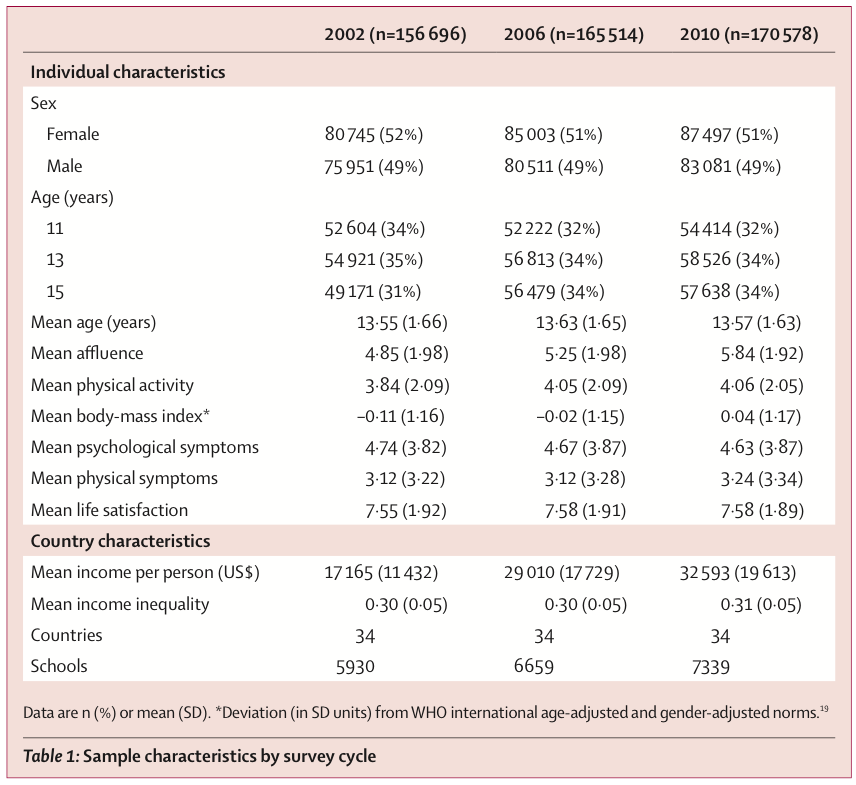 2002 (n=156 696) 2006 (n=165 514) 2010 (n=170 578)
Individual characteristics
Sex
Female 80 745 (52%) 85 003 (51%) 87 497 (51%)
Male 75 951 (49%) 80 511 (49%) 83 081 (49%)
Age (years)
11 52 604 (34%) 52 222 (32%) 54 414 (32%)
13 54 921 (35%) 56 813 (34%) 58 526 (34%)
15 49 171 (31%) 56 479 (34%) 57 638 (34%)
Mean age (years) 13·55 (1·66) 13·63 (1·65) 13·57 (1·63)
Mean affluence 4·85 (1·98) 5·25 (1·98) 5·84 (1·92)
Mean physical activity 3·84 (2·09) 4·05 (2·09) 4·06 (2·05)
Mean body-mass index* –0·11 (1·16) –0·02 (1·15) 0·04 (1·17)
Mean psychological symptoms 4·74 (3·82) 4·67 (3·87) 4·63 (3·87)
Mean physical symptoms 3·12 (3·22) 3·12 (3·28) 3·24 (3·34)
Mean life satisfaction 7·55 (1·92) 7·58 (1·91) 7·58 (1·89)
Country characteristics
Mean income per person (US$) 17 165 (11 432) 29 010 (17 729) 32 593 (19 613)
Mean income inequality 0·30 (0·05) 0·30 (0·05) 0·31 (0·05)
Countries 34 34 34
Schools 5930 6659 7339
Data are n (%) or mean (SD). *Deviation (in SD units) from WHO international age-adjusted and gender-adjusted norms.¹⁹
Table 1: Sample characteristics by survey cycle